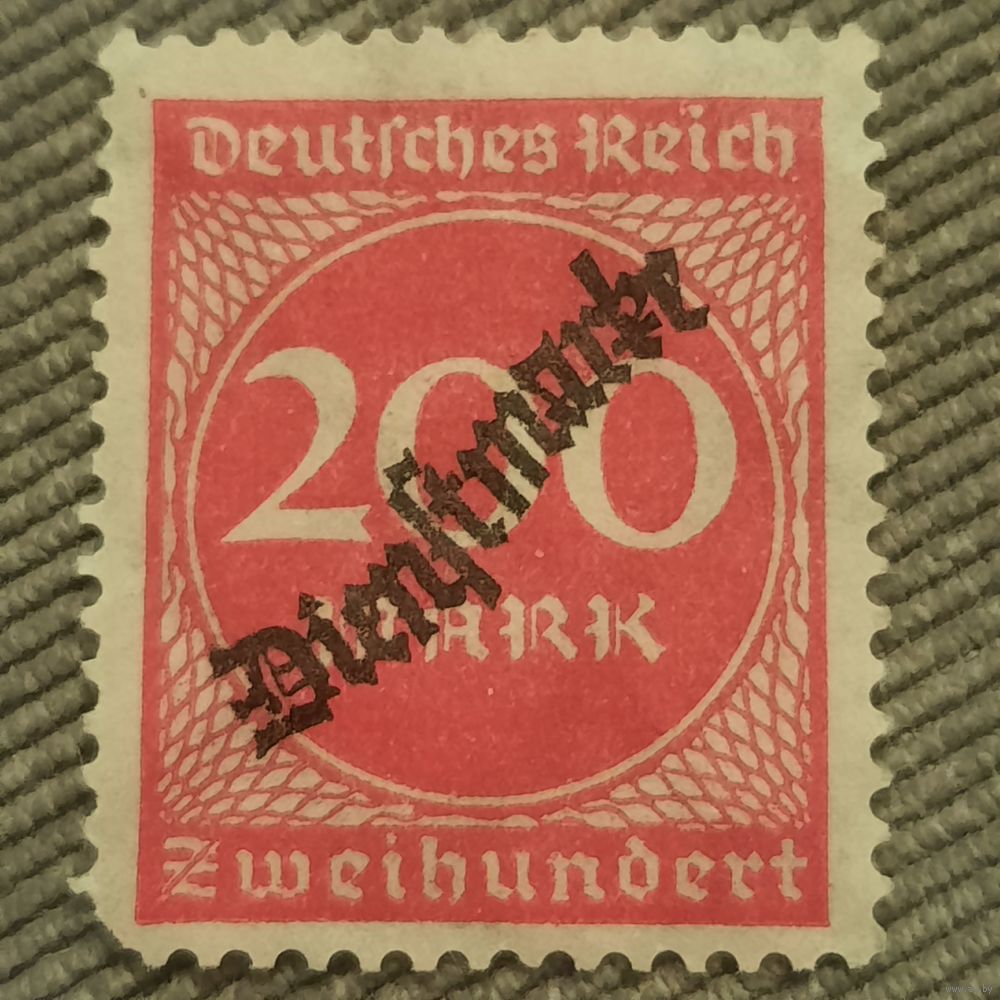 Deutſches Reich
200
MARK
Dienſtmarke
Zweihundert